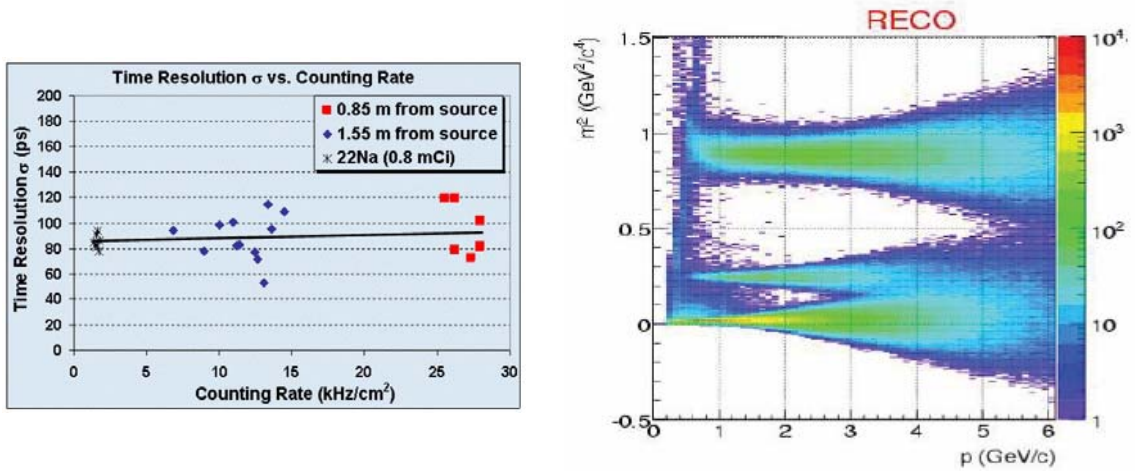 Time Resolution σ vs. Counting Rate
200
180
160
140
120
100
80
60
40
20
0
Time Resolution σ (ps)
0.85 m from source
1.55 m from source
22Na (0.8 mCi)
0 5 10 15 20 25 30
Counting Rate (kHz/cm²)
RECO
m² (GeV²/c⁴)
1.5
1
0.5
0
-0.5
0 1 2 3 4 5 6
p (GeV/c)
10⁴
10³
10²
10
1